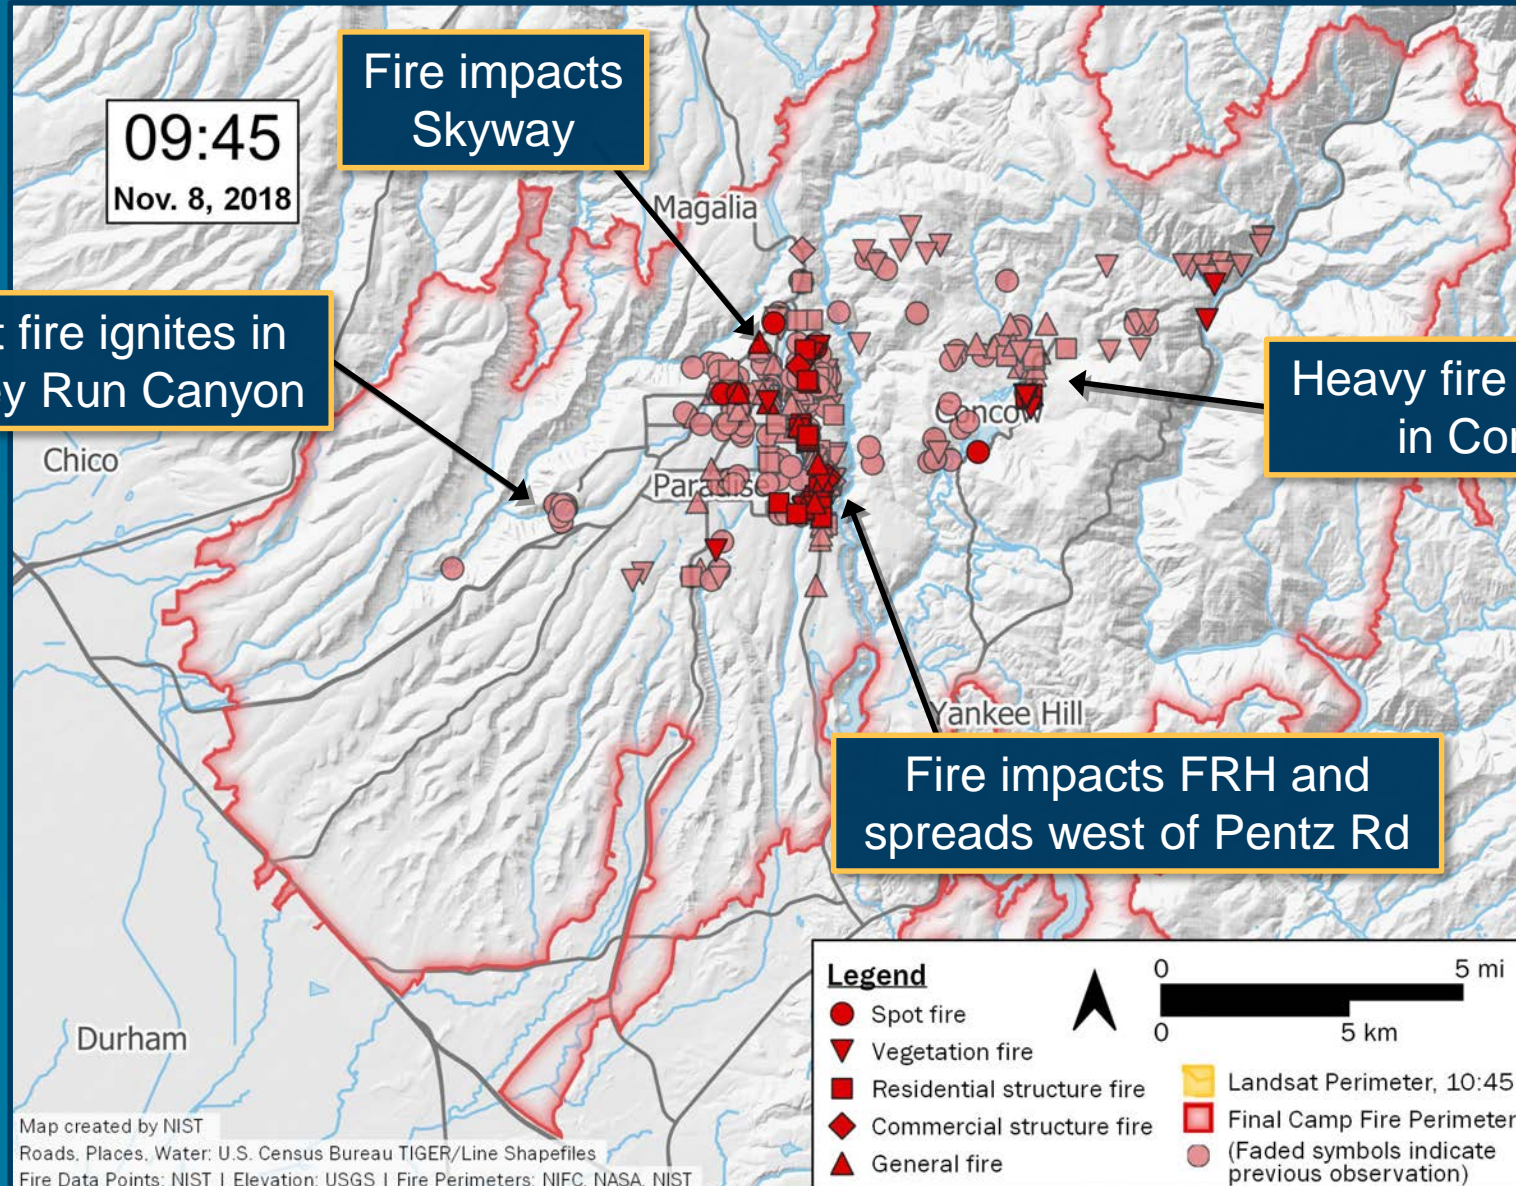 Fire impacts
Skyway
09:45
Nov. 8, 2018
Magalia
fire ignites in
Run Canyon
Heavy fire
in
Concow
Chico
Paradise
Yankee Hill
Fire impacts FRH and
spreads west of Pentz Rd
Durham
Legend
Spot fire
Vegetation fire
Residential structure fire
Commercial structure fire
General fire
0 5 mi
0 5 km
Landsat Perimeter, 10:45
Final Camp Fire Perimeter
(Faded symbols indicate
previous observation)
Map created by NIST
Roads, Places, Water: U.S. Census Bureau TIGER/Line Shapefiles
Fire Data Points: NIST | Elevation: USGS | Fire Perimeters: NIFC, NASA, NIST